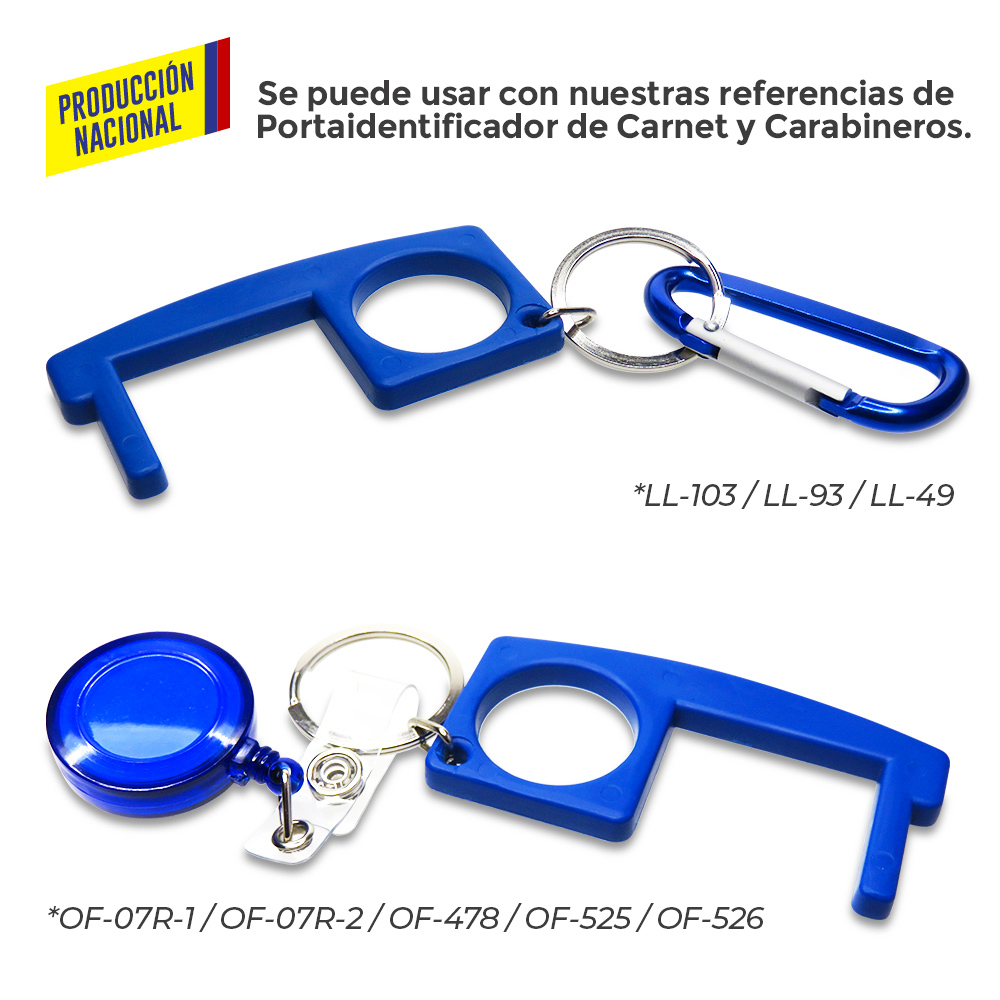 PRODUCCIÓN
NACIONAL
Se puede usar con nuestras referencias de
Portaidentificador de Carnet y Carabineros.
*LL-103 / LL-93 / LL-49
*OF-07R-1 / OF-07R-2 / OF-478 / OF-525 / OF-526